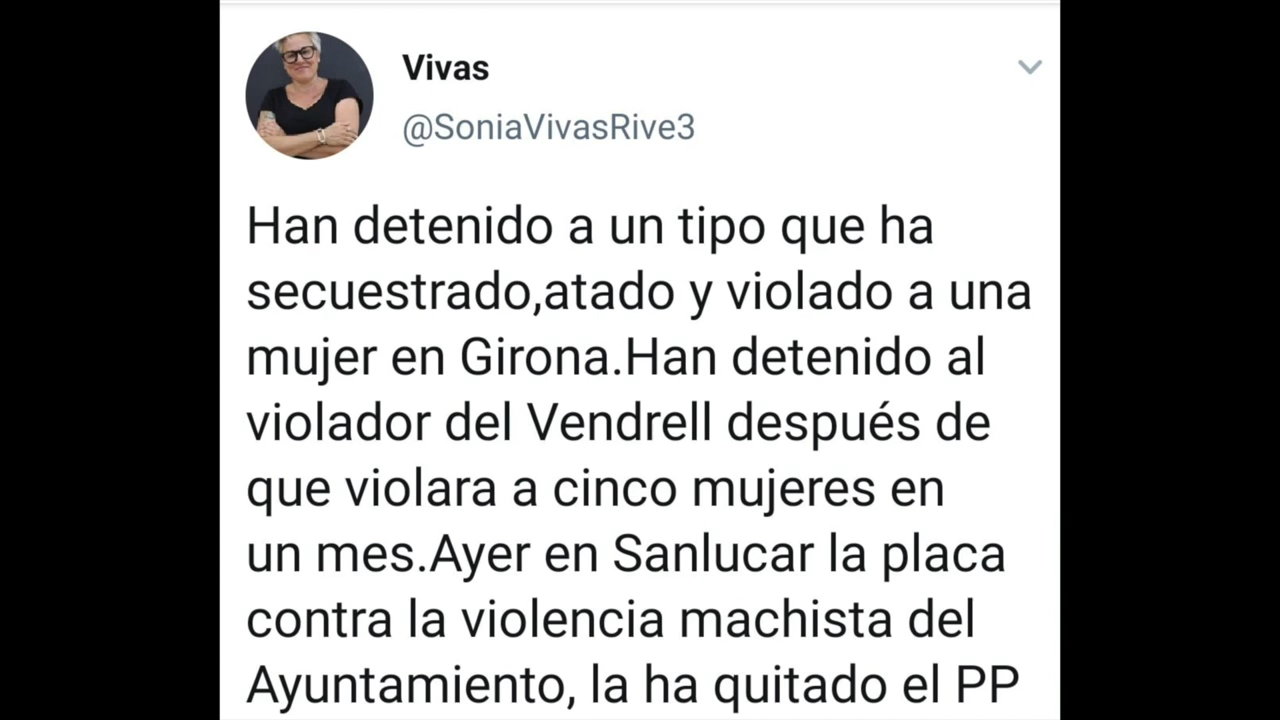 Vivas
@SoniaVivasRive3
Han detenido a un tipo que ha
secuestrado,atado y violado a una
mujer en Girona.Han detenido al
violador del Vendrell después de
que violara a cinco mujeres en
un mes.Ayer en Sanlucar la placa
contra la violencia machista del
Ayuntamiento, la ha quitado el PP